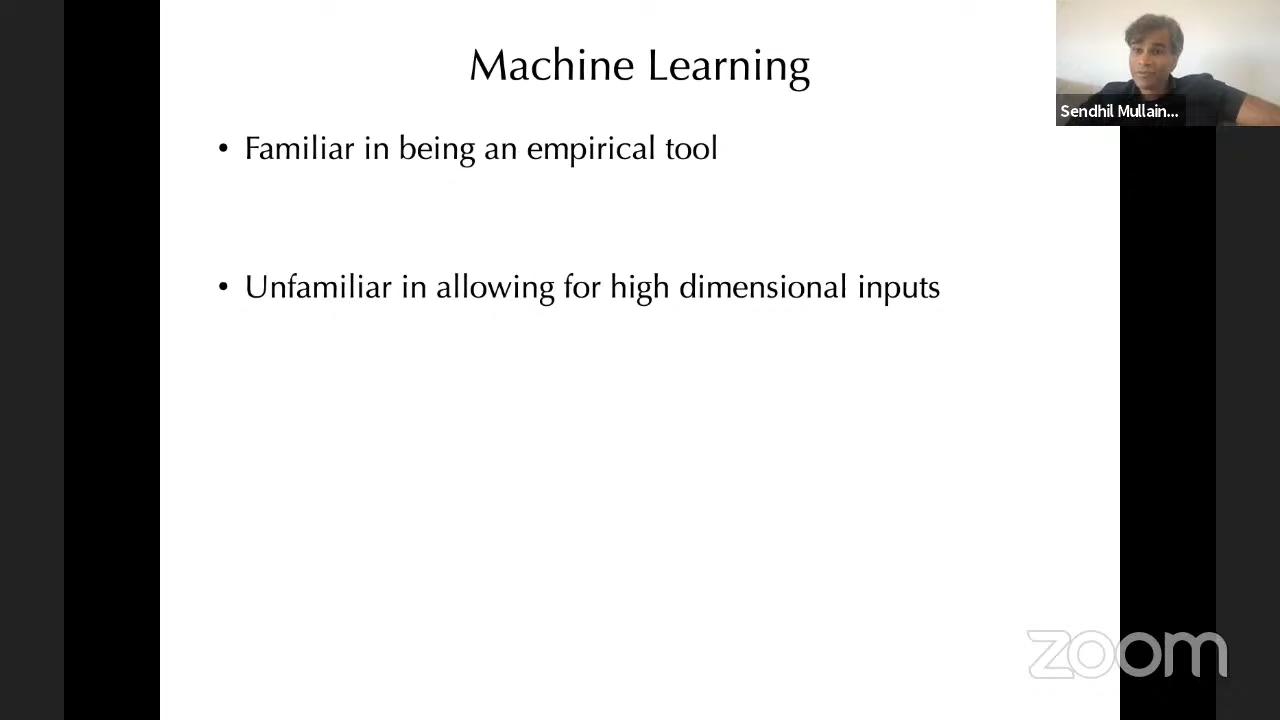 Machine Learning
Sendhil Mullain...
• Familiar in being an empirical tool
• Unfamiliar in allowing for high dimensional inputs
zoom